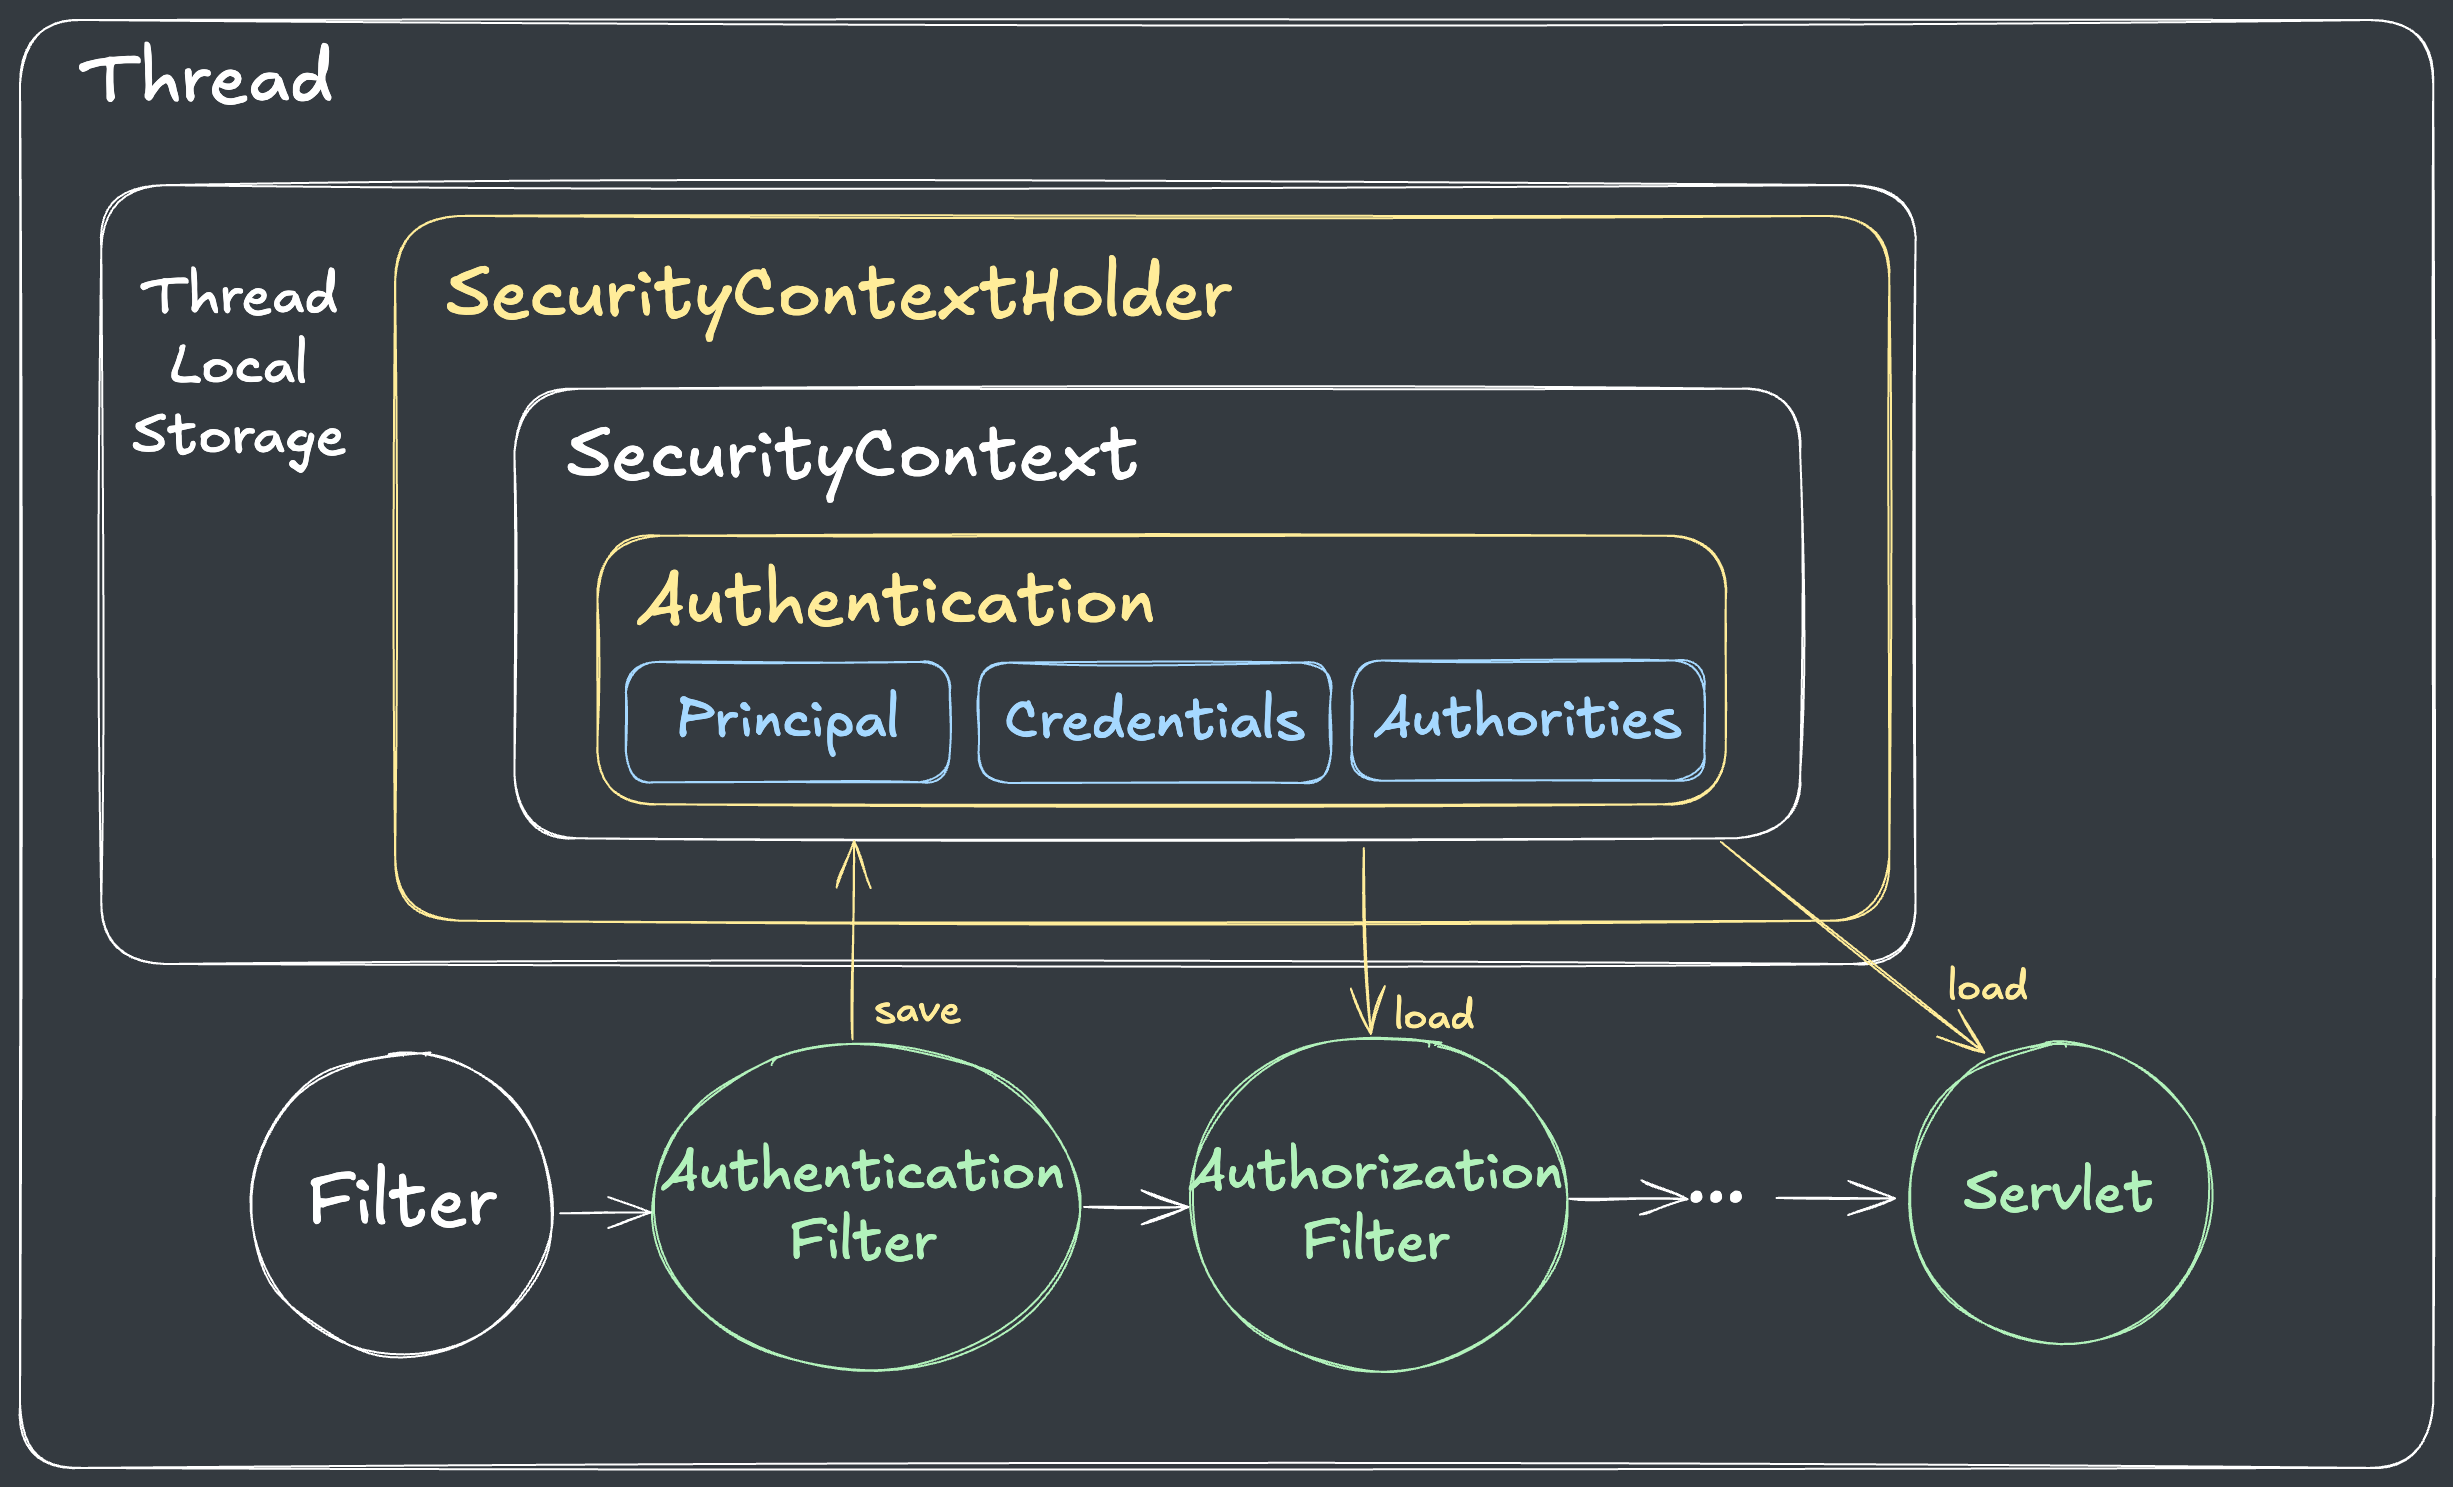 Thread
Thread
Local
Storage
SecurityContextHolder
SecurityContext
Authentication
Principal
Credentials
Authorities
save
load
load
Filter
Authentication
Filter
Authorization
Filter
...
Servlet